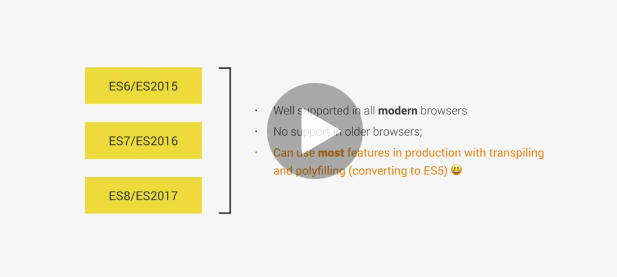 ES6/ES2015
ES7/ES2016
ES8/ES2017
· Well supported in all modern browsers
· No support in older browsers;
· Can use most features in production with transpiling
and polyfilling (converting to ES5) 😃